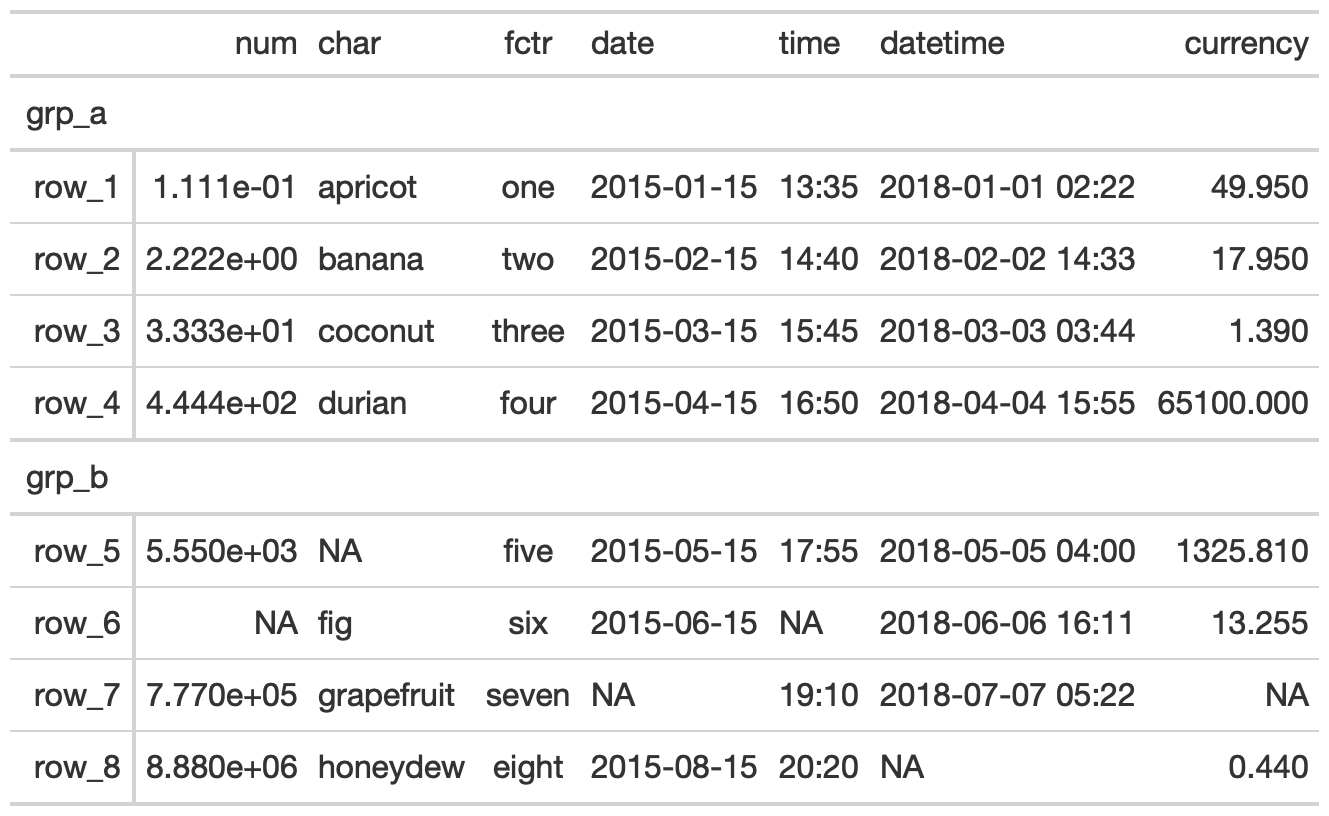 num char fctr date time datetime currency
grp_a
row_1 1.111e-01 apricot one 2015-01-15 13:35 2018-01-01 02:22 49.950
row_2 2.222e+00 banana two 2015-02-15 14:40 2018-02-02 14:33 17.950
row_3 3.333e+01 coconut three 2015-03-15 15:45 2018-03-03 03:44 1.390
row_4 4.444e+02 durian four 2015-04-15 16:50 2018-04-04 15:55 65100.000
grp_b
row_5 5.550e+03 NA five 2015-05-15 17:55 2018-05-05 04:00 1325.810
row_6 NA fig six 2015-06-15 NA 2018-06-06 16:11 13.255
row_7 7.770e+05 grapefruit seven NA 19:10 2018-07-07 05:22 NA
row_8 8.880e+06 honeydew eight 2015-08-15 20:20 NA 0.440